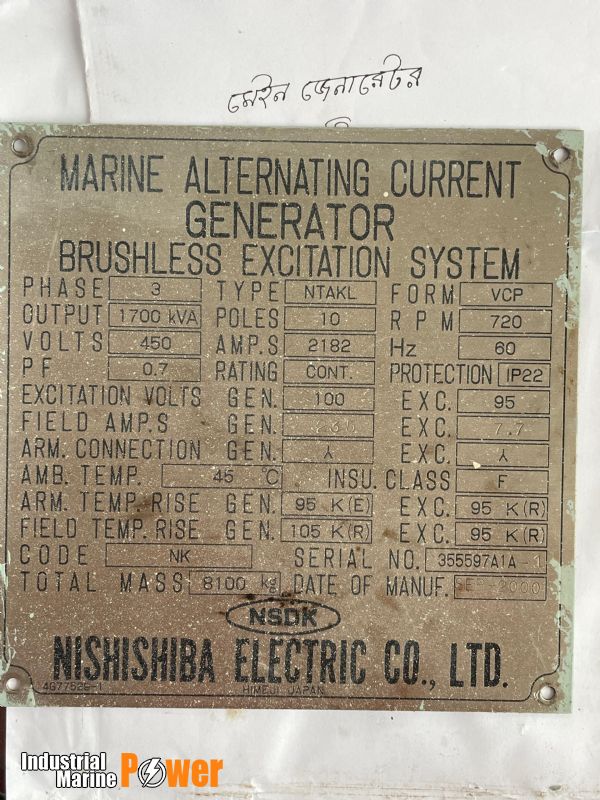 মেইন জেনারেটর
MARINE ALTERNATING CURRENT
GENERATOR
BRUSHLESS EXCITATION SYSTEM
PHASE 3 TYPE NTAKL FORM VCP
OUTPUT 1700 kVA POLES 10 RPM 720
VOLTS 450 AMP.S 2182 Hz 60
PF 0.7 RATING CONT. PROTECTION IP22
EXCITATION VOLTS GEN. 100 EXC. 95
FIELD AMP.S GEN. EXC. 7.7
ARM. CONNECTION GEN. Y EXC. Y
AMB. TEMP. 45 °C INSU. CLASS F
ARM. TEMP. RISE GEN. 95 K(E) EXC. 95 K(R)
FIELD TEMP. RISE GEN. 105 K(R) EXC. 95 K(R)
CODE NK SERIAL NO. 355597A1A-1
TOTAL MASS 8100 kg DATE OF MANUF. 2000
NSDK
NISHISHIBA ELECTRIC CO., LTD.
HIMEJI JAPAN
Industrial
Marine Power